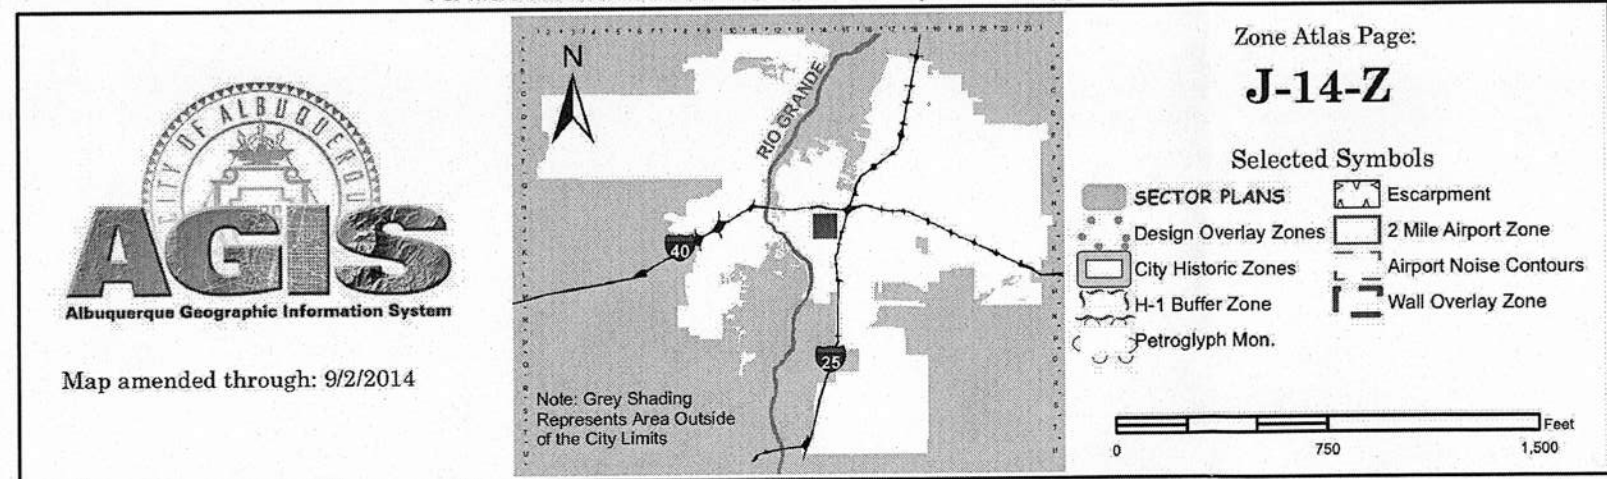 CITY OF ALBUQUERQU
AGIS
Albuquerque Geographic Information System
Map amended through: 9/2/2014
N
RIO GRANDE
40
25
Note: Grey Shading
Represents Area Outside
of the City Limits
Zone Atlas Page:
J-14-Z
Selected Symbols
SECTOR PLANS
Design Overlay Zones
City Historic Zones
H-1 Buffer Zone
Petroglyph Mon.
Escarpment
2 Mile Airport Zone
Airport Noise Contours
Wall Overlay Zone
Feet
0 750 1,500